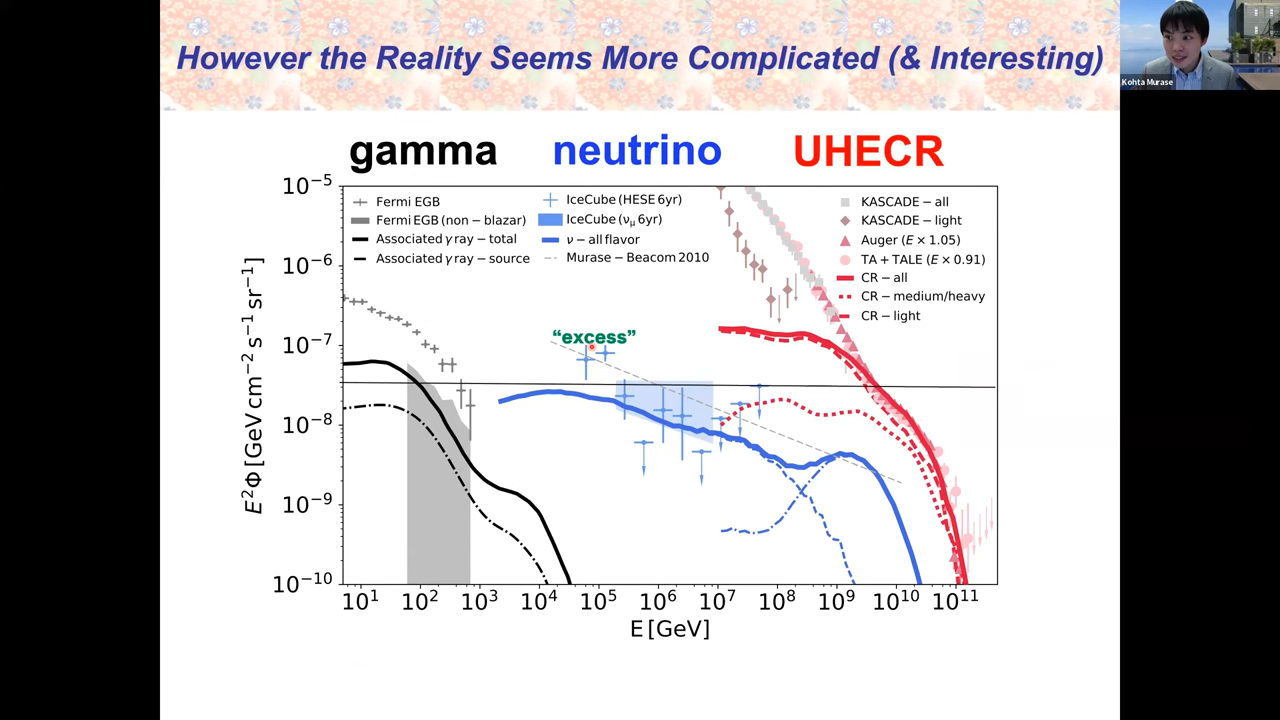 However the Reality Seems More Complicated (& Interesting)
Kohta Murase
gamma neutrino UHECR
Fermi EGB
Fermi EGB (non − blazar)
Associated γ ray − total
Associated γ ray − source
IceCube (HESE 6yr)
IceCube (νμ 6yr)
ν − all flavor
Murase − Beacom 2010
KASCADE − all
KASCADE − light
Auger (E × 1.05)
TA + TALE (E × 0.91)
CR − all
CR − medium/heavy
CR − light
“excess”
E²Φ [GeV cm⁻² s⁻¹ sr⁻¹]
10⁻⁵
10⁻⁶
10⁻⁷
10⁻⁸
10⁻⁹
10⁻¹⁰
10¹ 10² 10³ 10⁴ 10⁵ 10⁶ 10⁷ 10⁸ 10⁹ 10¹⁰ 10¹¹
E [GeV]